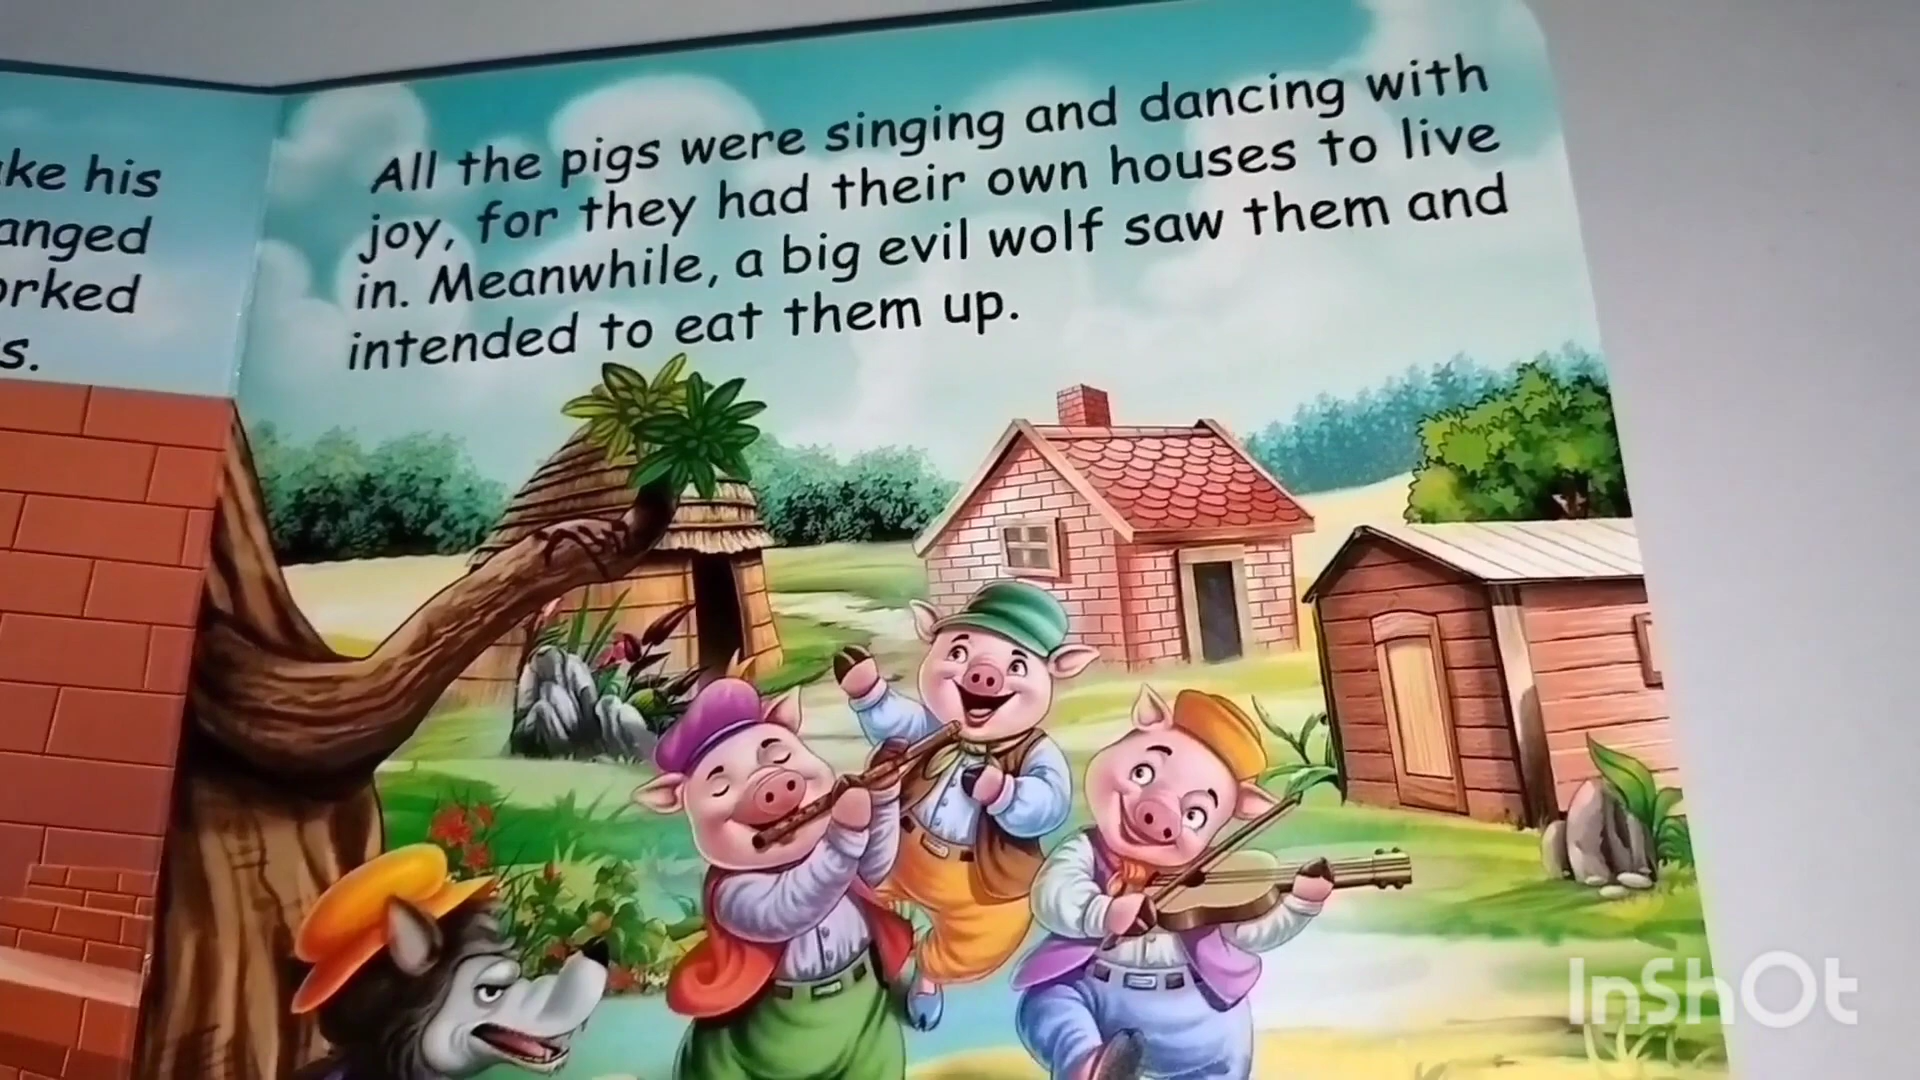 his
s.
All the pigs were singing and dancing with
joy, for they had their own houses to live
in. Meanwhile, a big evil wolf saw them and
intended to eat them up.
InShOt